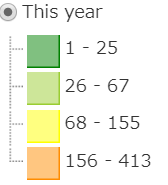 This year
1 - 25
26 - 67
68 - 155
156 - 413